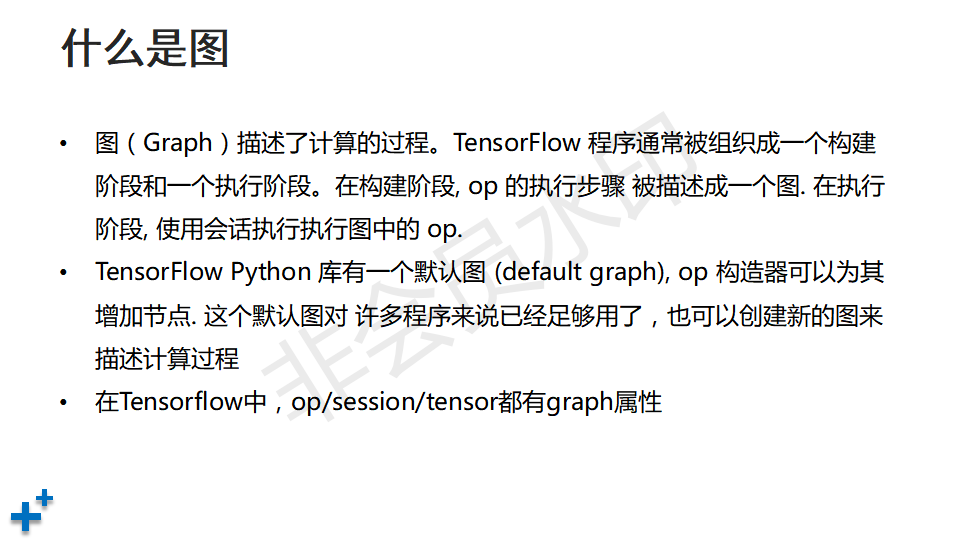 什么是图
• 图（Graph）描述了计算的过程。TensorFlow 程序通常被组织成一个构建
阶段和一个执行阶段。在构建阶段, op 的执行步骤 被描述成一个图. 在执行
阶段, 使用会话执行执行图中的 op.
• TensorFlow Python 库有一个默认图 (default graph), op 构造器可以为其
增加节点. 这个默认图对 许多程序来说已经足够用了，也可以创建新的图来
描述计算过程
• 在Tensorflow中，op/session/tensor都有graph属性
非会员水印